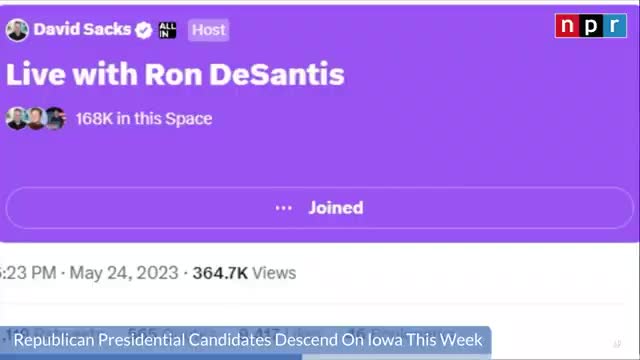 David Sacks ALL IN Host
npr
Live with Ron DeSantis
168K in this Space
Joined
5:23 PM · May 24, 2023 · 364.7K Views
Republican Presidential Candidates Descend On Iowa This Week